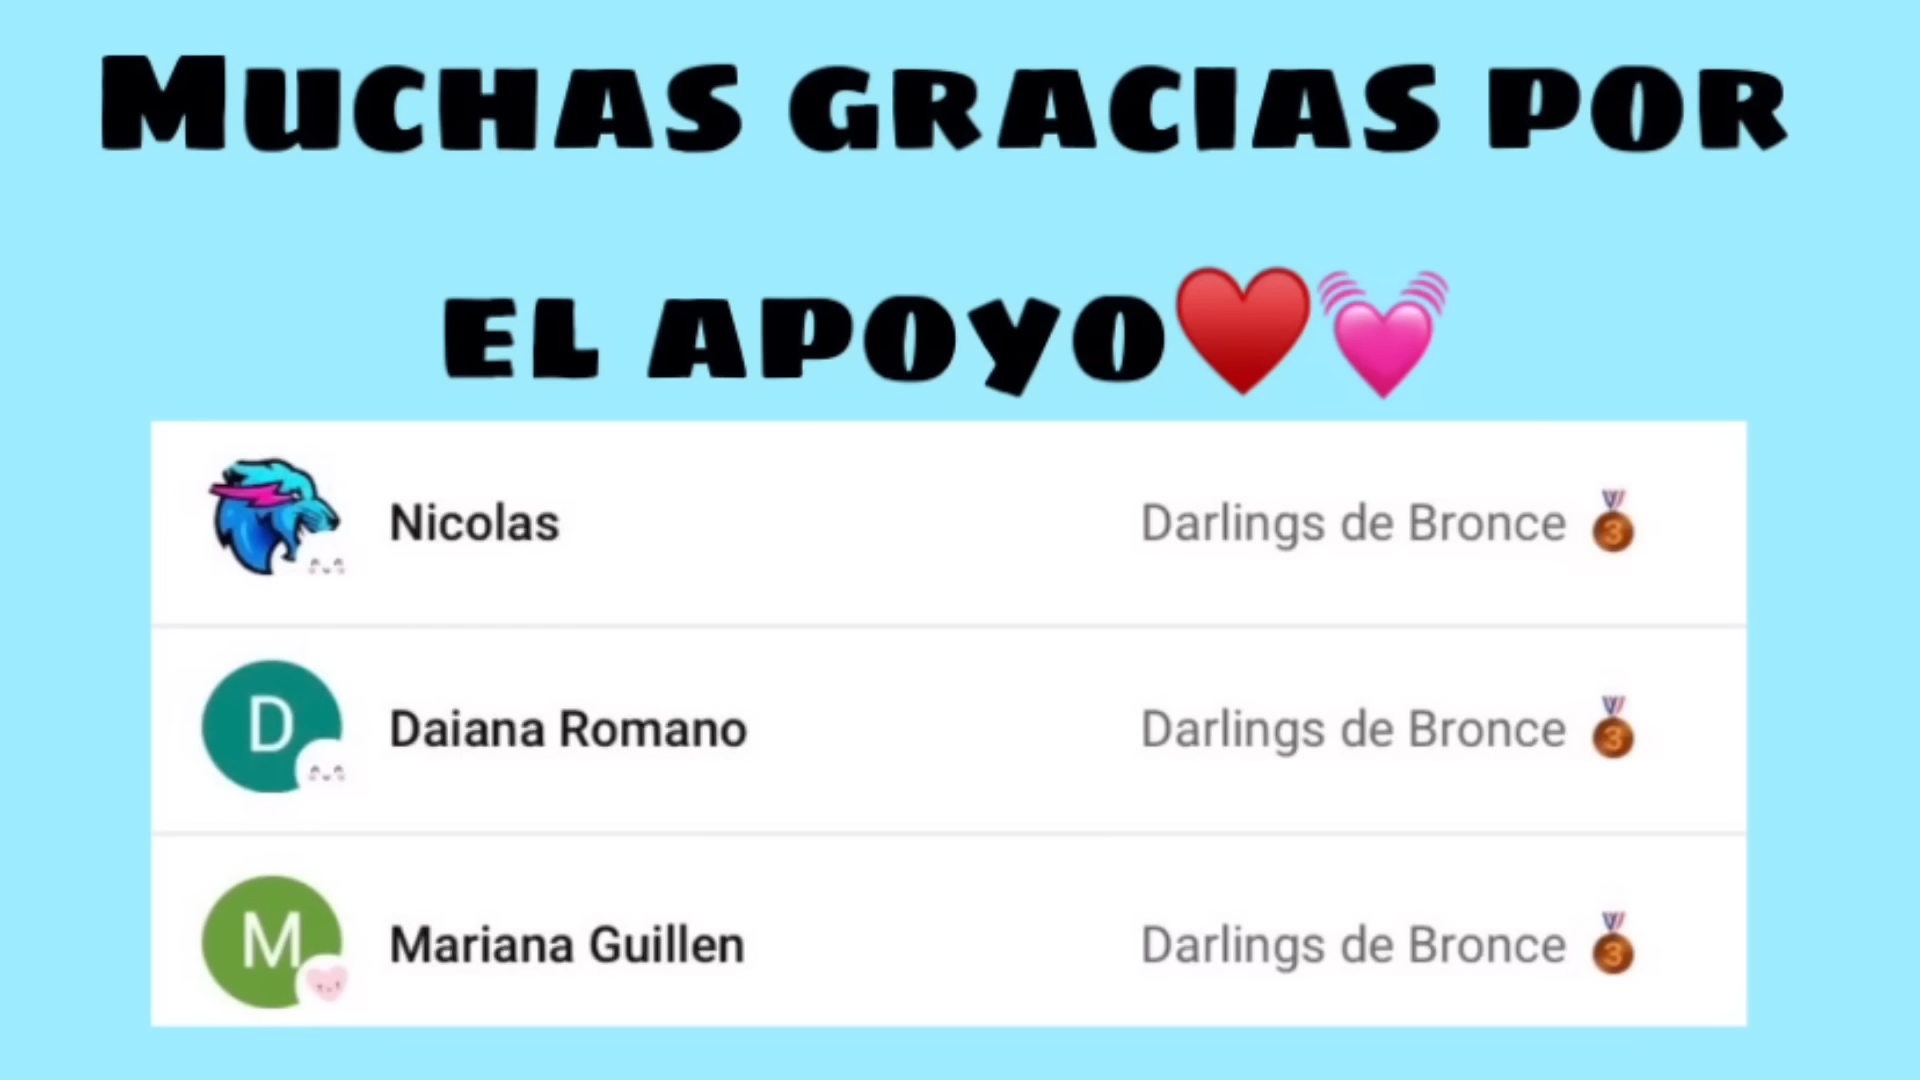 Muchas gracias por
el apoyo♥️💓
Nicolas Darlings de Bronce 🥉
D Daiana Romano Darlings de Bronce 🥉
M Mariana Guillen Darlings de Bronce 🥉